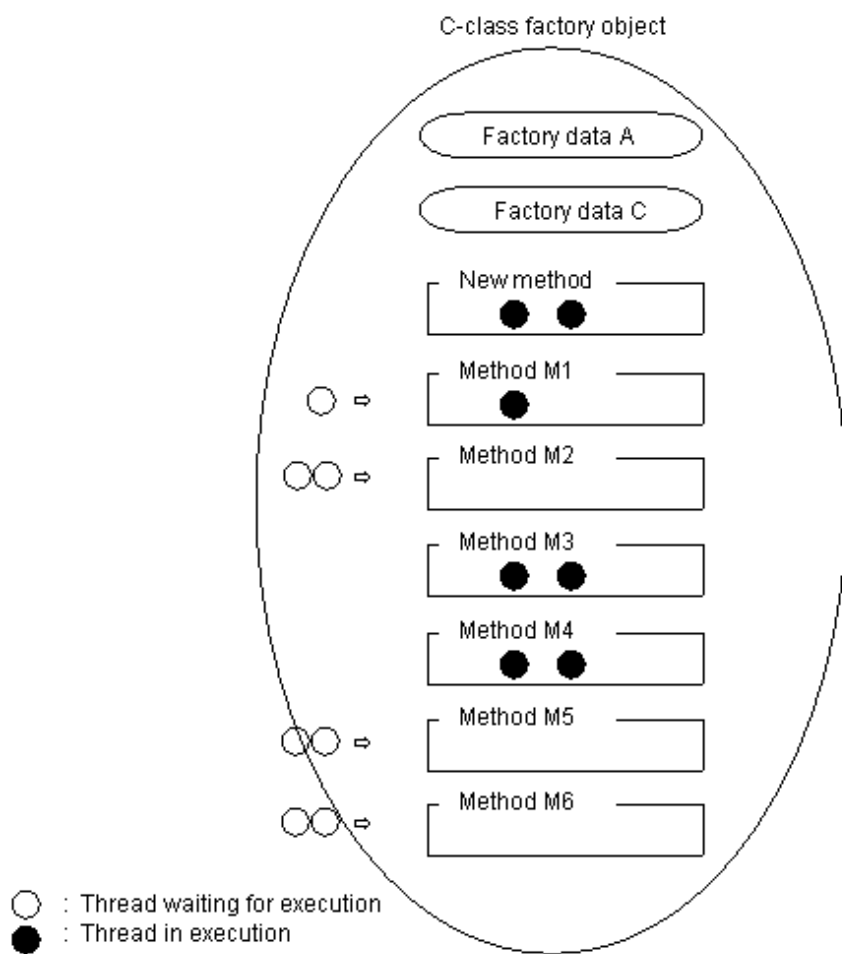 C-class factory object
Factory data A
Factory data C
New method
Method M1
Method M2
Method M3
Method M4
Method M5
Method M6
: Thread waiting for execution
: Thread in execution